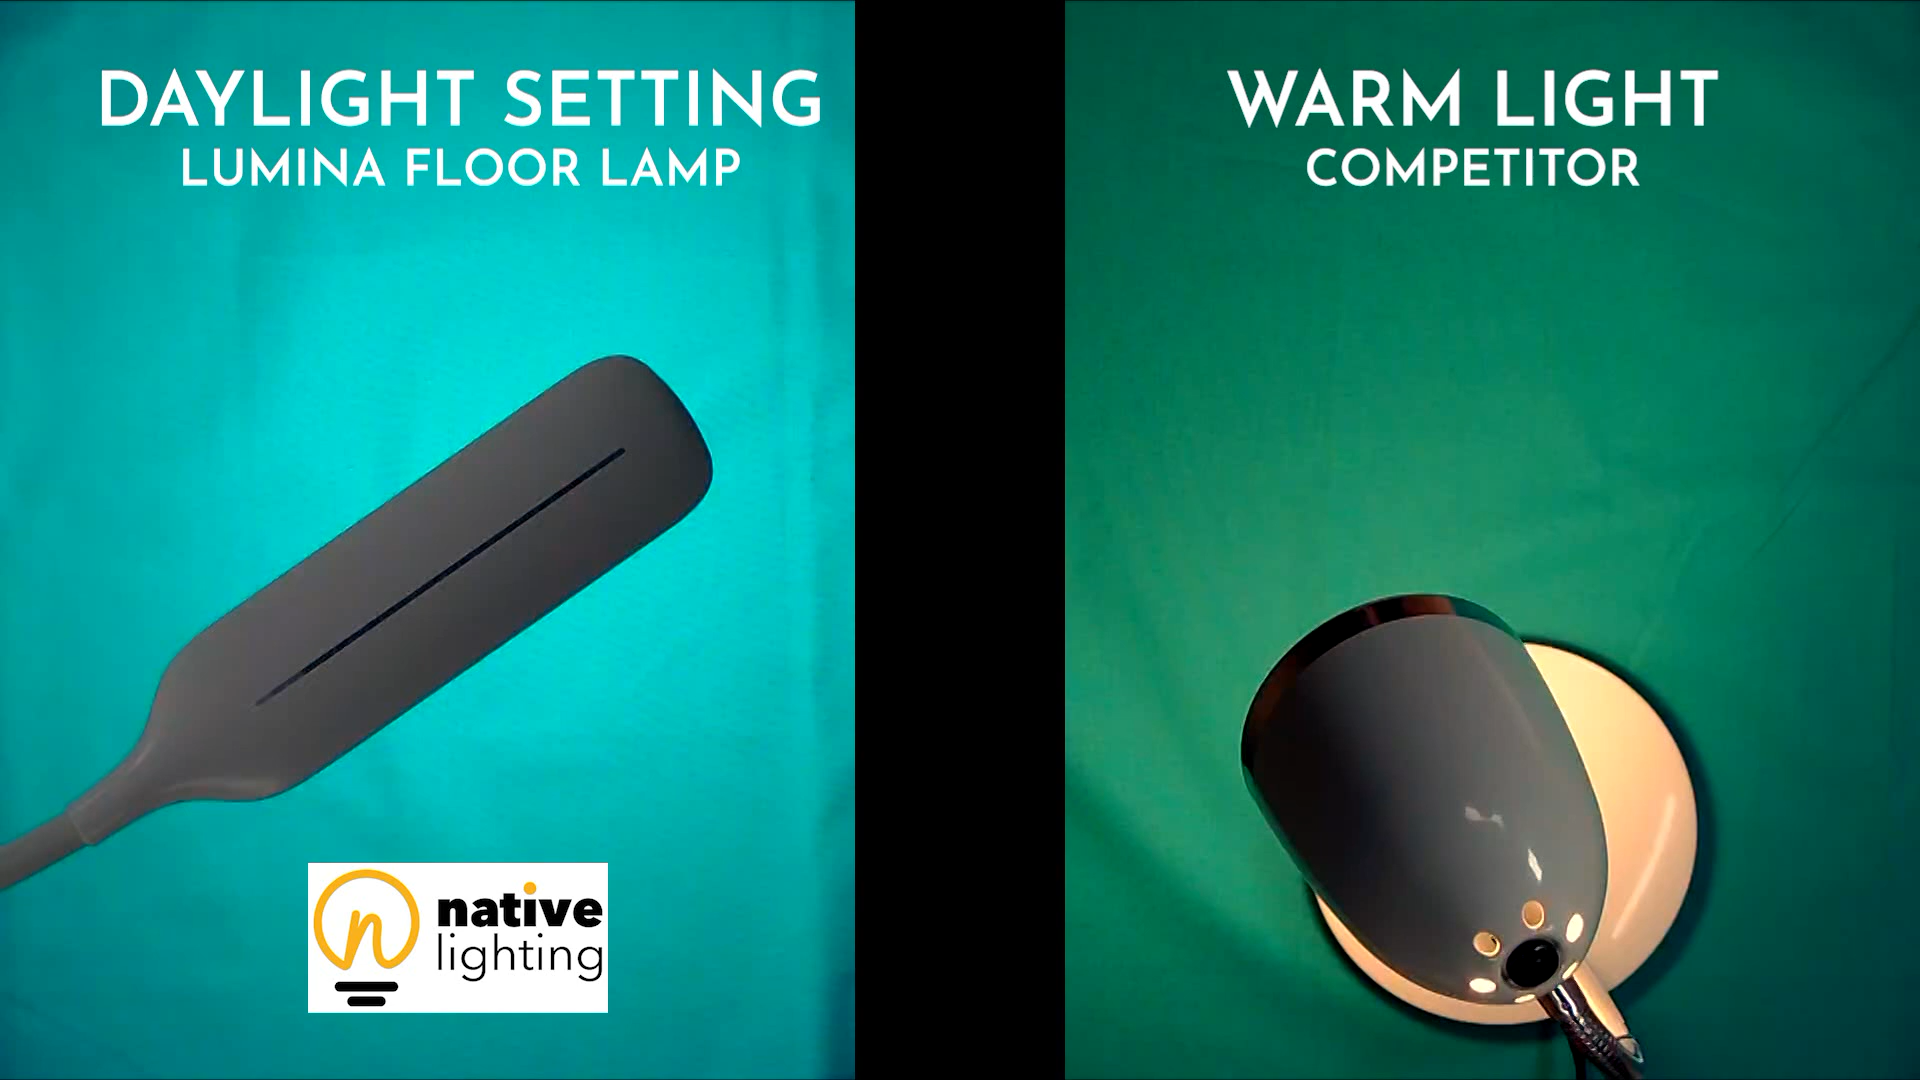 DAYLIGHT SETTING
LUMINA FLOOR LAMP
WARM LIGHT
COMPETITOR
native
lighting